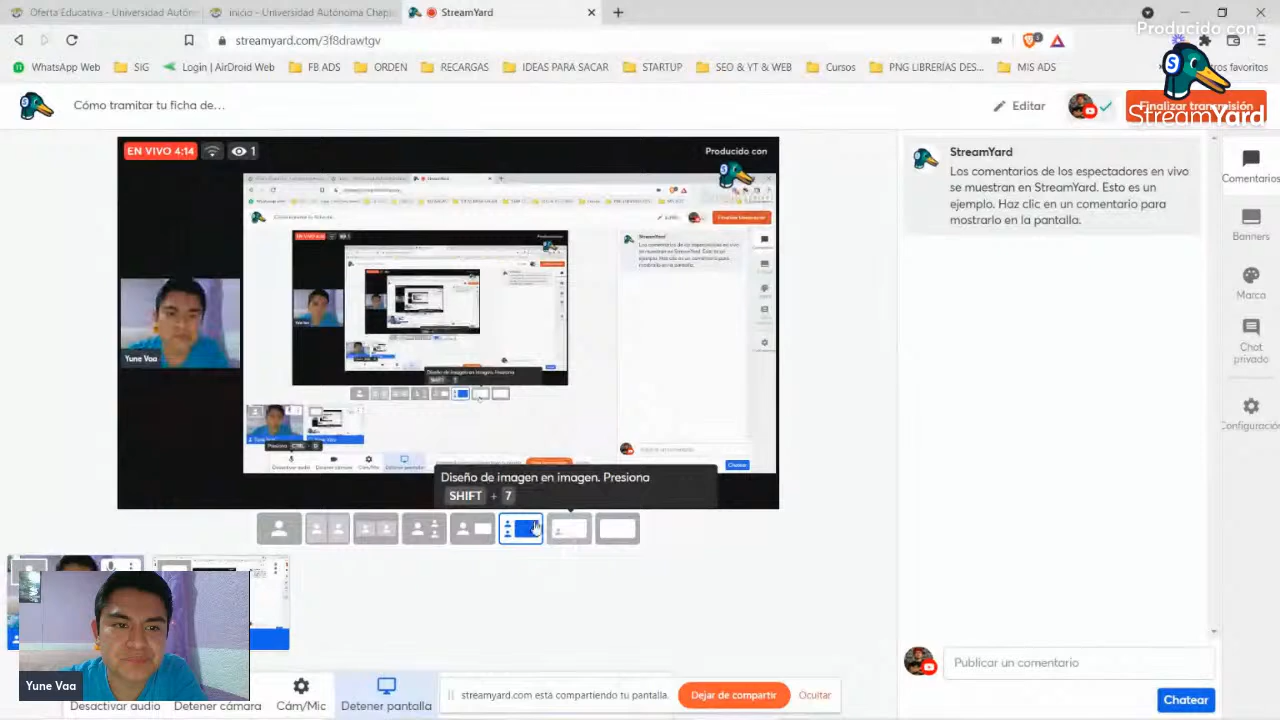 Oferta Educativa - Universidad Autónoma
inicio - Universidad Autónoma Chap
StreamYard
Producido con
streamyard.com/3f8drawtgv
WhatsApp Web
SIG
Login | AirDroid Web
FB ADS
ORDEN
IDEAS PARA SACAR
STARTUP
SEO & YT & WEB
Cursos
PNG LIBRERIAS DES...
MIS ADS
otros favoritos
Cómo tramitar tu ficha de...
Editar
Finalizar transmisión
StreamYard
EN VIVO 4:14
1
Producido con
StreamYard
Los comentarios de los espectadores en vivo
se muestran en StreamYard. Esto es un
ejemplo. Haz clic en un comentario para
mostrarlo en la pantalla.
Comentarios
Banners
Marca
Chat
privado
Configuración
Yune Vaa
Diseño de imagen en imagen. Presiona
SHIFT + 7
Yune Vaa
Desactivar audio
Detener cámara
Cám/Mic
Detener pantalla
streamyard.com está compartiendo tu pantalla.
Dejar de compartir
Ocultar
Publicar un comentario
Chatear